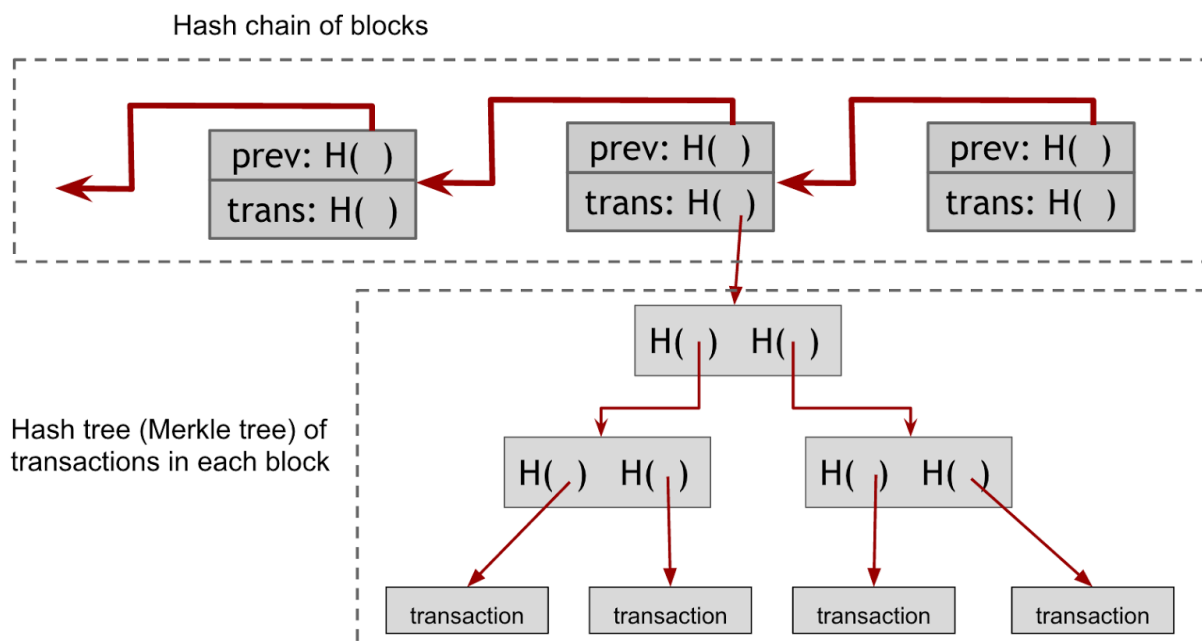 Hash chain of blocks
prev: H( )
trans: H( )
prev: H( )
trans: H( )
prev: H( )
trans: H( )
H( ) H( )
Hash tree (Merkle tree) of
transactions in each block
H( ) H( )
H( ) H( )
transaction
transaction
transaction
transaction